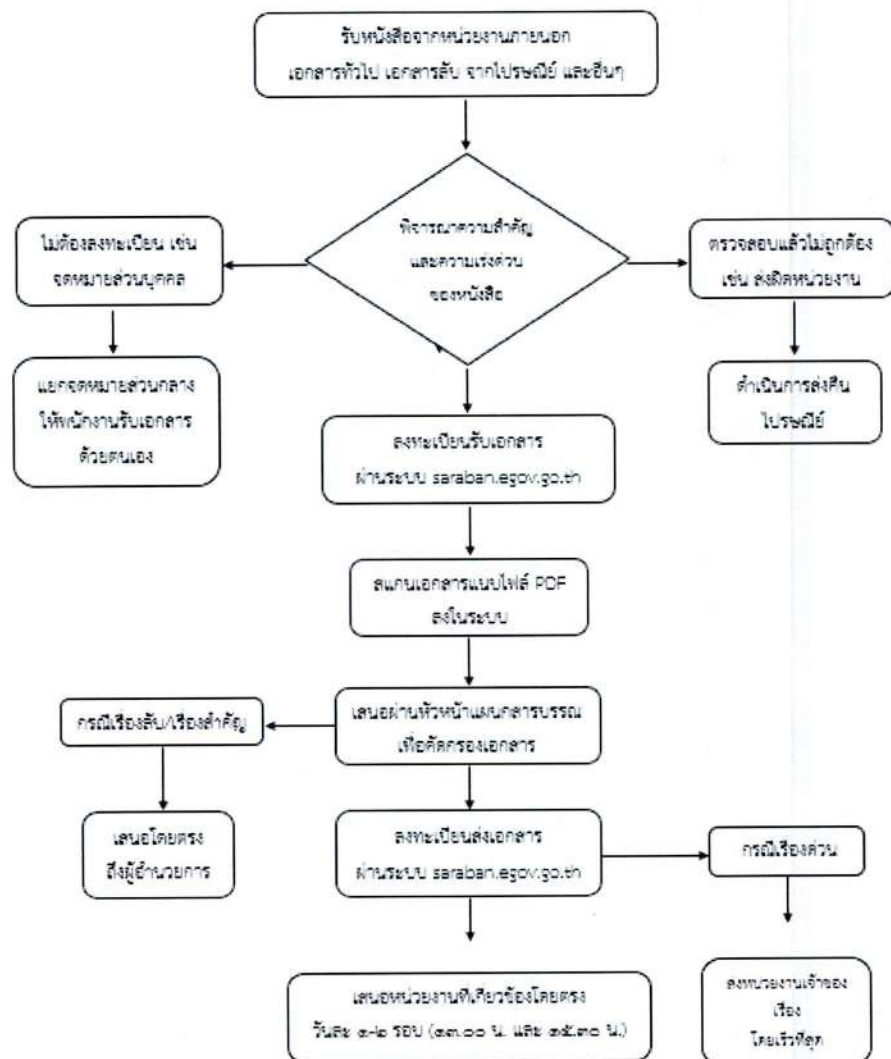 รับหนังสือจากหน่วยงานภายนอก
เอกสารทั่วไป เอกสารลับ จากไปรษณีย์ และอื่นๆ
พิจารณาความสำคัญ
และความเร่งด่วน
ของหนังสือ
ไม่ต้องลงทะเบียน เช่น
จดหมายส่วนบุคคล
ตรวจสอบแล้วไม่ถูกต้อง
เช่น ส่งผิดหน่วยงาน
แยกจดหมายส่วนกลาง
ให้พนักงานรับเอกสาร
ด้วยตนเอง
ดำเนินการส่งคืน
ไปรษณีย์
ลงทะเบียนรับเอกสาร
ผ่านระบบ saraban.egov.go.th
สแกนเอกสารแนบไฟล์ PDF
ลงในระบบ
เสนอผ่านหัวหน้าแผนกสารบรรณ
เพื่อคัดกรองเอกสาร
กรณีเรื่องลับ/เรื่องสำคัญ
เสนอโดยตรง
ถึงผู้อำนวยการ
ลงทะเบียนส่งเอกสาร
ผ่านระบบ saraban.egov.go.th
กรณีเรื่องด่วน
เสนอหน่วยงานที่เกี่ยวข้องโดยตรง
วันละ ๑-๒ รอบ (๑๓.๐๐ น. และ ๑๕.๓๐ น.)
เจ้าของ
เรื่อง
โดยเร็วที่สุด